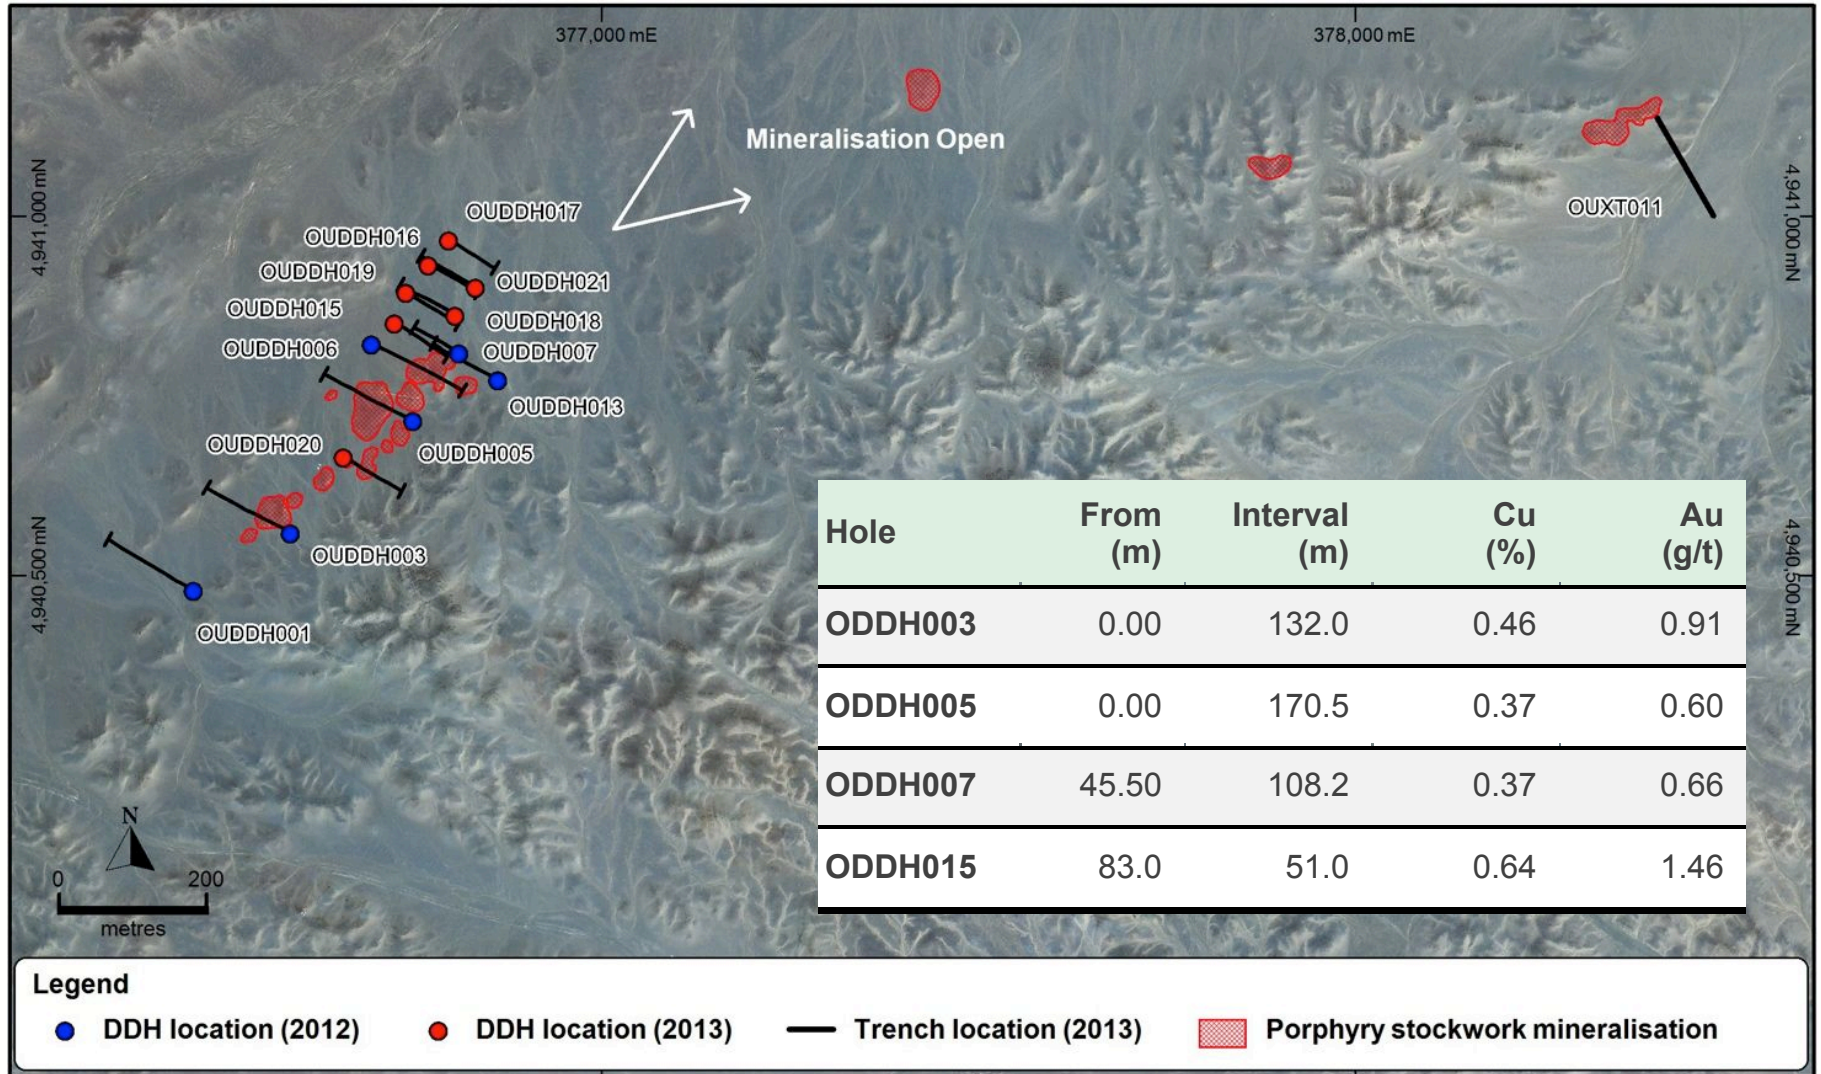 377,000 mE
378,000 mE
Mineralisation Open
4,941,000 mN
4,941,000 mN
OUXT011
OUDDH017
OUDDH016
OUDDH019
OUDDH021
OUDDH015
OUDDH018
OUDDH006
OUDDH007
OUDDH013
OUDDH020
OUDDH005
OUDDH003
OUDDH001
4,940,500 mN
4,940,500 mN
Hole From (m) Interval (m) Cu (%) Au (g/t)
ODDH003 0.00 132.0 0.46 0.91
ODDH005 0.00 170.5 0.37 0.60
ODDH007 45.50 108.2 0.37 0.66
ODDH015 83.0 51.0 0.64 1.46
N
0 200
metres
Legend
DDH location (2012) DDH location (2013) Trench location (2013) Porphyry stockwork mineralisation